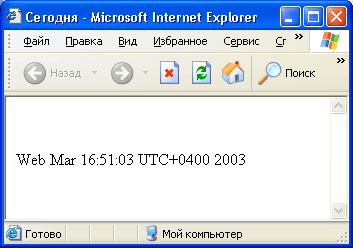 Сегодня - Microsoft Internet Explorer
Файл Правка Вид Избранное Сервис Сг »
Назад Поиск »
Web Mar 16:51:03 UTC+0400 2003
Готово Мой компьютер